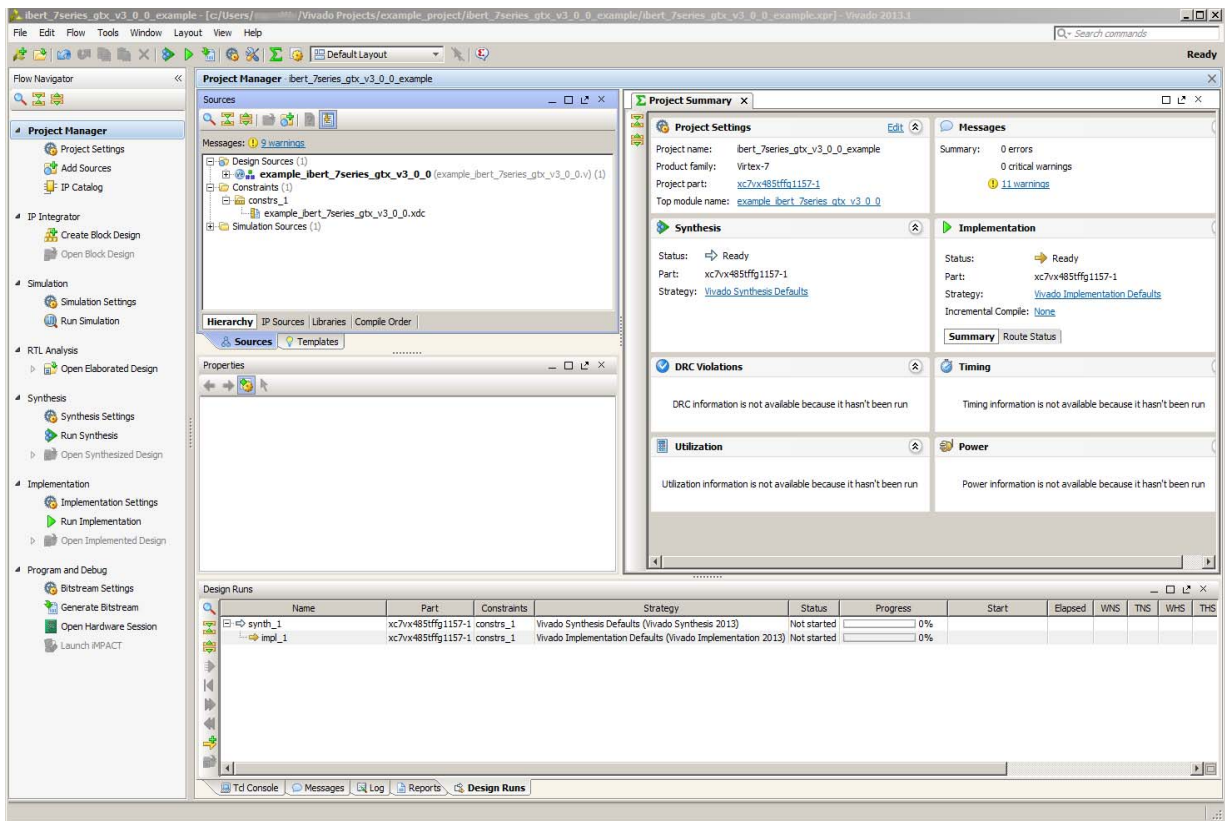 ibert_7series_gtx_v3_0_0_example - [c:/Users/ /Vivado Projects/example_project/ibert_7series_gtx_v3_0_0_example/ibert_7series_gtx_v3_0_0_example.xpr] - Vivado 2013.3
File Edit Flow Tools Window Layout View Help
Q- Search commands
Default Layout
Ready
Flow Navigator
Project Manager
Project Settings
Add Sources
IP Catalog
IP Integrator
Create Block Design
Open Block Design
Simulation
Simulation Settings
Run Simulation
RTL Analysis
Open Elaborated Design
Synthesis
Synthesis Settings
Run Synthesis
Open Synthesized Design
Implementation
Implementation Settings
Run Implementation
Open Implemented Design
Program and Debug
Bitstream Settings
Generate Bitstream
Open Hardware Session
Launch iMPACT
Project Manager - ibert_7series_gtx_v3_0_0_example
Sources
Messages: 9 warnings
Design Sources (1)
example_ibert_7series_gtx_v3_0_0 (example_ibert_7series_gtx_v3_0_0.v) (1)
Constraints (1)
constrs_1
example_ibert_7series_gtx_v3_0_0.xdc
Simulation Sources (1)
Hierarchy IP Sources Libraries Compile Order
Sources Templates
Properties
Project Summary
Project Settings Edit
Project name: ibert_7series_gtx_v3_0_0_example
Product family: Virtex-7
Project part: xc7vx485tffg1157-1
Top module name: example_ibert_7series_gtx_v3_0_0
Messages
Summary: 0 errors
0 critical warnings
11 warnings
Synthesis
Status: Ready
Part: xc7vx485tffg1157-1
Strategy: Vivado Synthesis Defaults
Implementation
Status: Ready
Part: xc7vx485tffg1157-1
Strategy: Vivado Implementation Defaults
Incremental Compile: None
Summary Route Status
DRC Violations
DRC information is not available because it hasn't been run
Timing
Timing information is not available because it hasn't been run
Utilization
Utilization information is not available because it hasn't been run
Power
Power information is not available because it hasn't been run
Design Runs
Name Part Constraints Strategy Status Progress Start Elapsed WNS TNS WHS THS
synth_1 xc7vx485tffg1157-1 constrs_1 Vivado Synthesis Defaults (Vivado Synthesis 2013) Not started 0%
impl_1 xc7vx485tffg1157-1 constrs_1 Vivado Implementation Defaults (Vivado Implementation 2013) Not started 0%
Tcl Console Messages Log Reports Design Runs